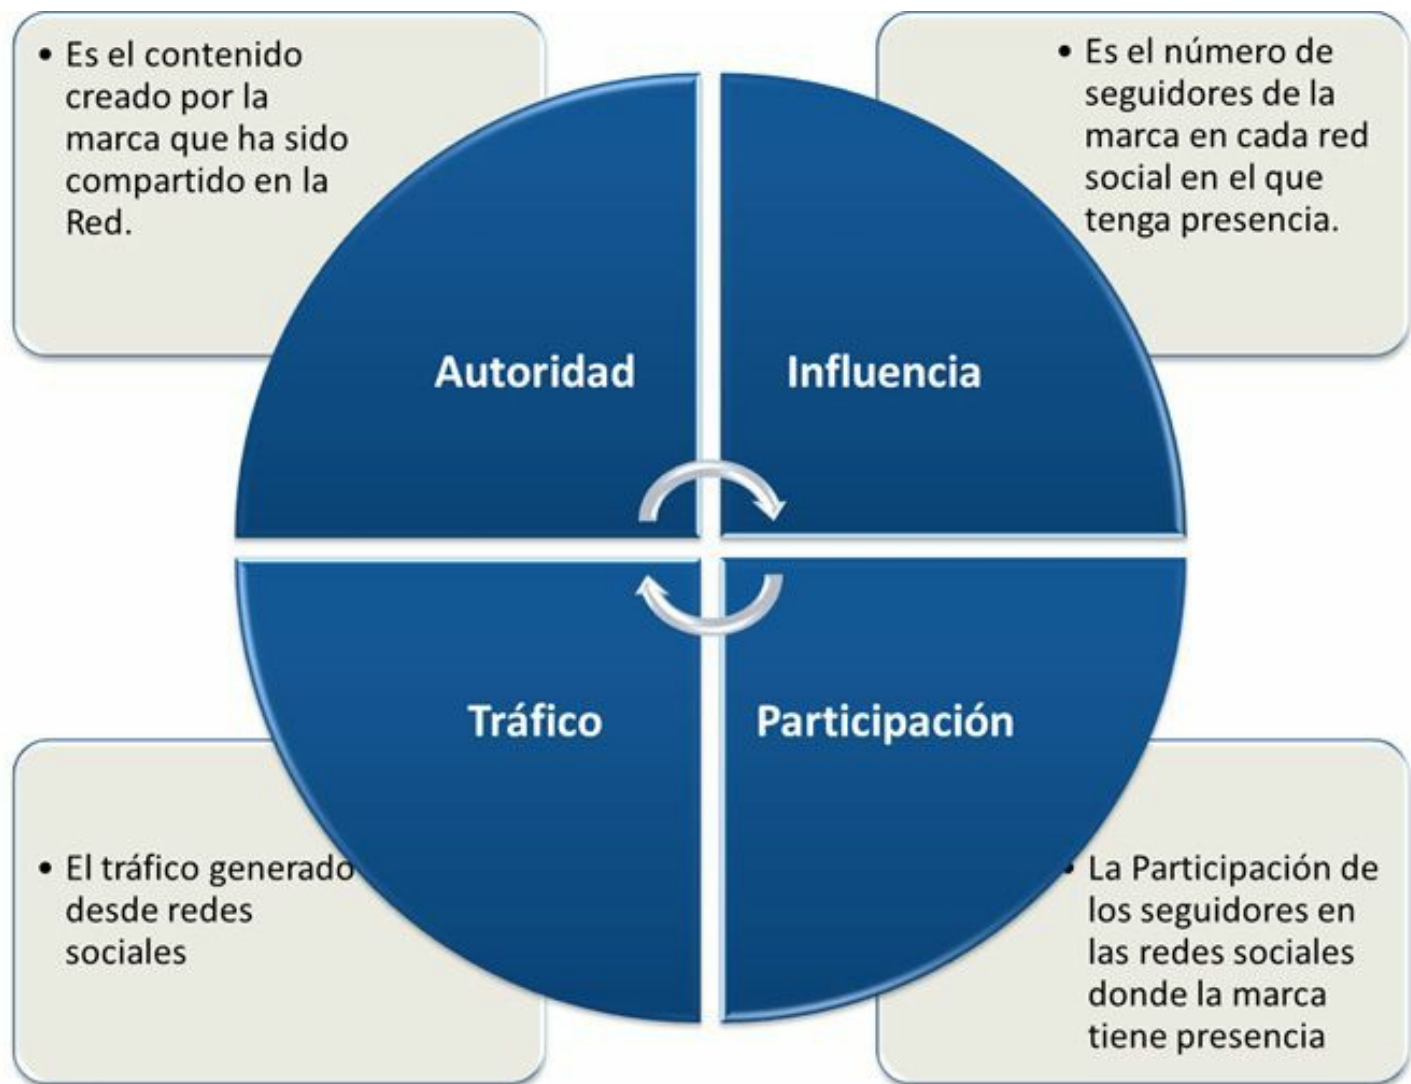 • Es el contenido
creado por la
marca que ha sido
compartido en la
Red.
• Es el número de
seguidores de la
marca en cada red
social en el que
tenga presencia.
Autoridad
Influencia
Tráfico
Participación
• El tráfico generado
desde redes
sociales
• La Participación de
los seguidores en
las redes sociales
donde la marca
tiene presencia